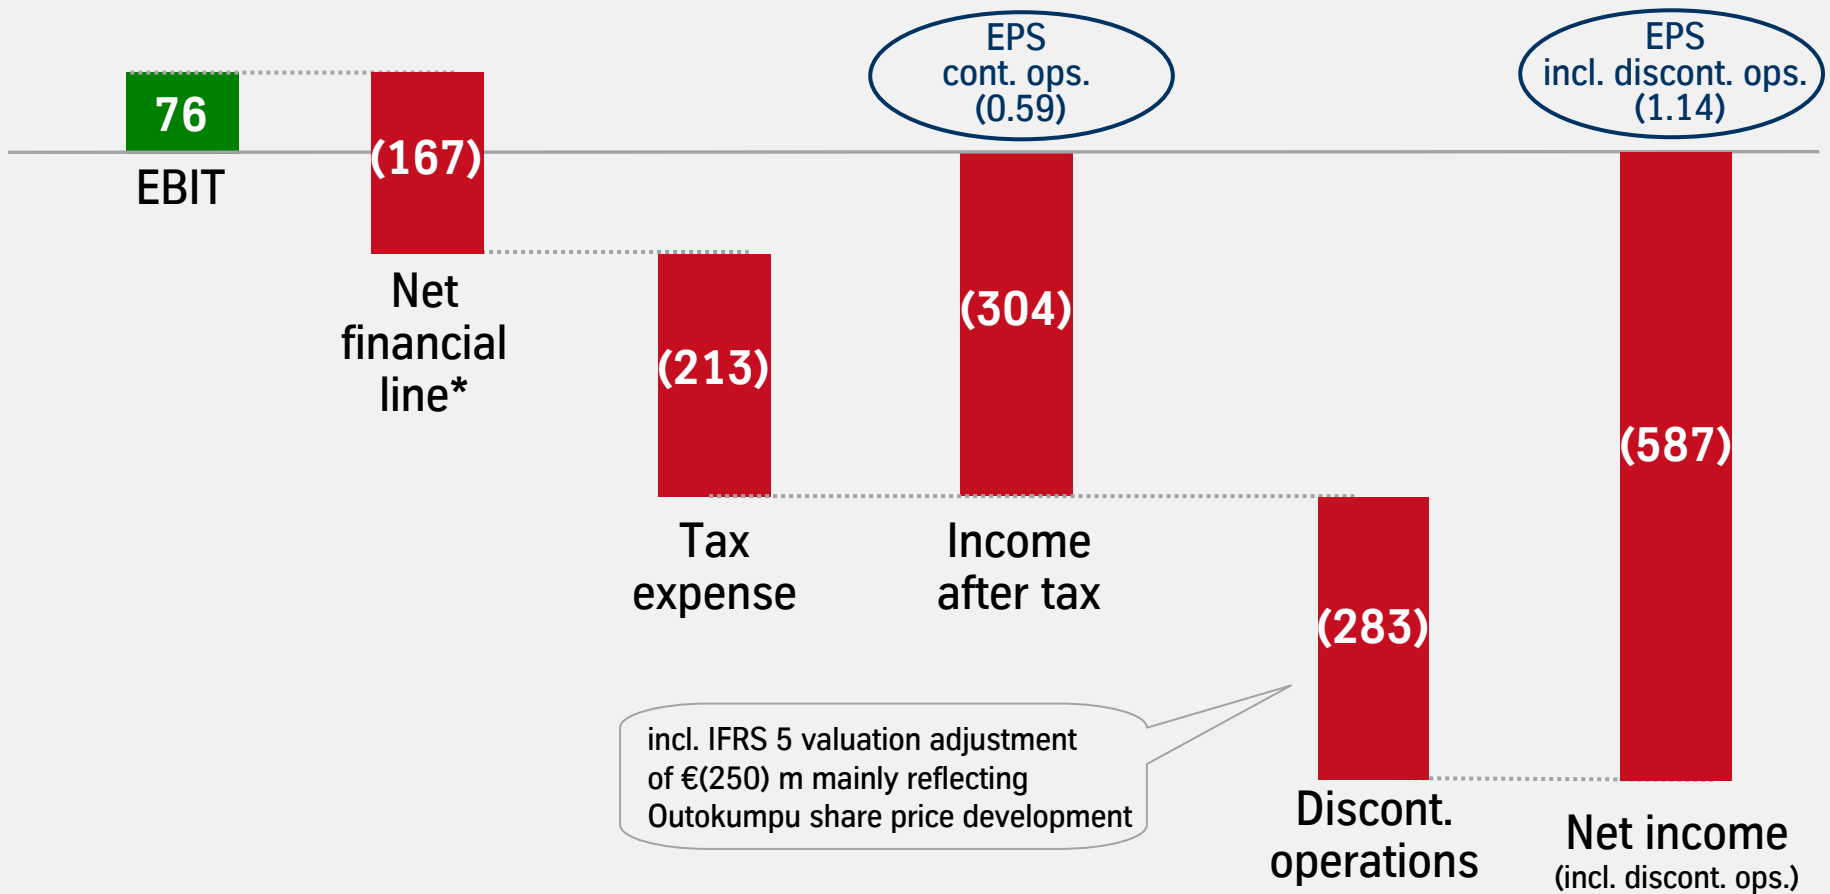 EPS
cont. ops.
(0.59)
EPS
incl. discont. ops.
(1.14)
76
EBIT
(167)
Net
financial
line*
(213)
Tax
expense
(304)
Income
after tax
(283)
Discont.
operations
(587)
Net income
(incl. discont. ops.)
incl. IFRS 5 valuation adjustment
of €(250) m mainly reflecting
Outokumpu share price development